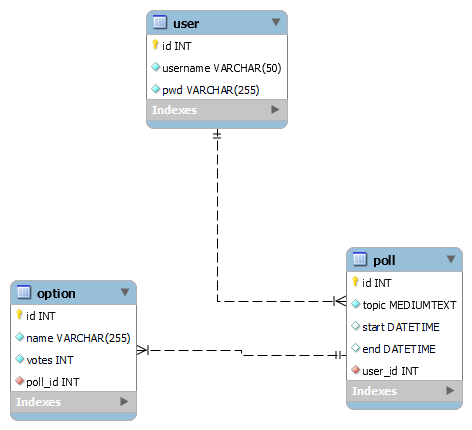 user
id INT
username VARCHAR(50)
pwd VARCHAR(255)
Indexes
poll
id INT
topic MEDIUMTEXT
start DATETIME
end DATETIME
user_id INT
Indexes
option
id INT
name VARCHAR(255)
votes INT
poll_id INT
Indexes